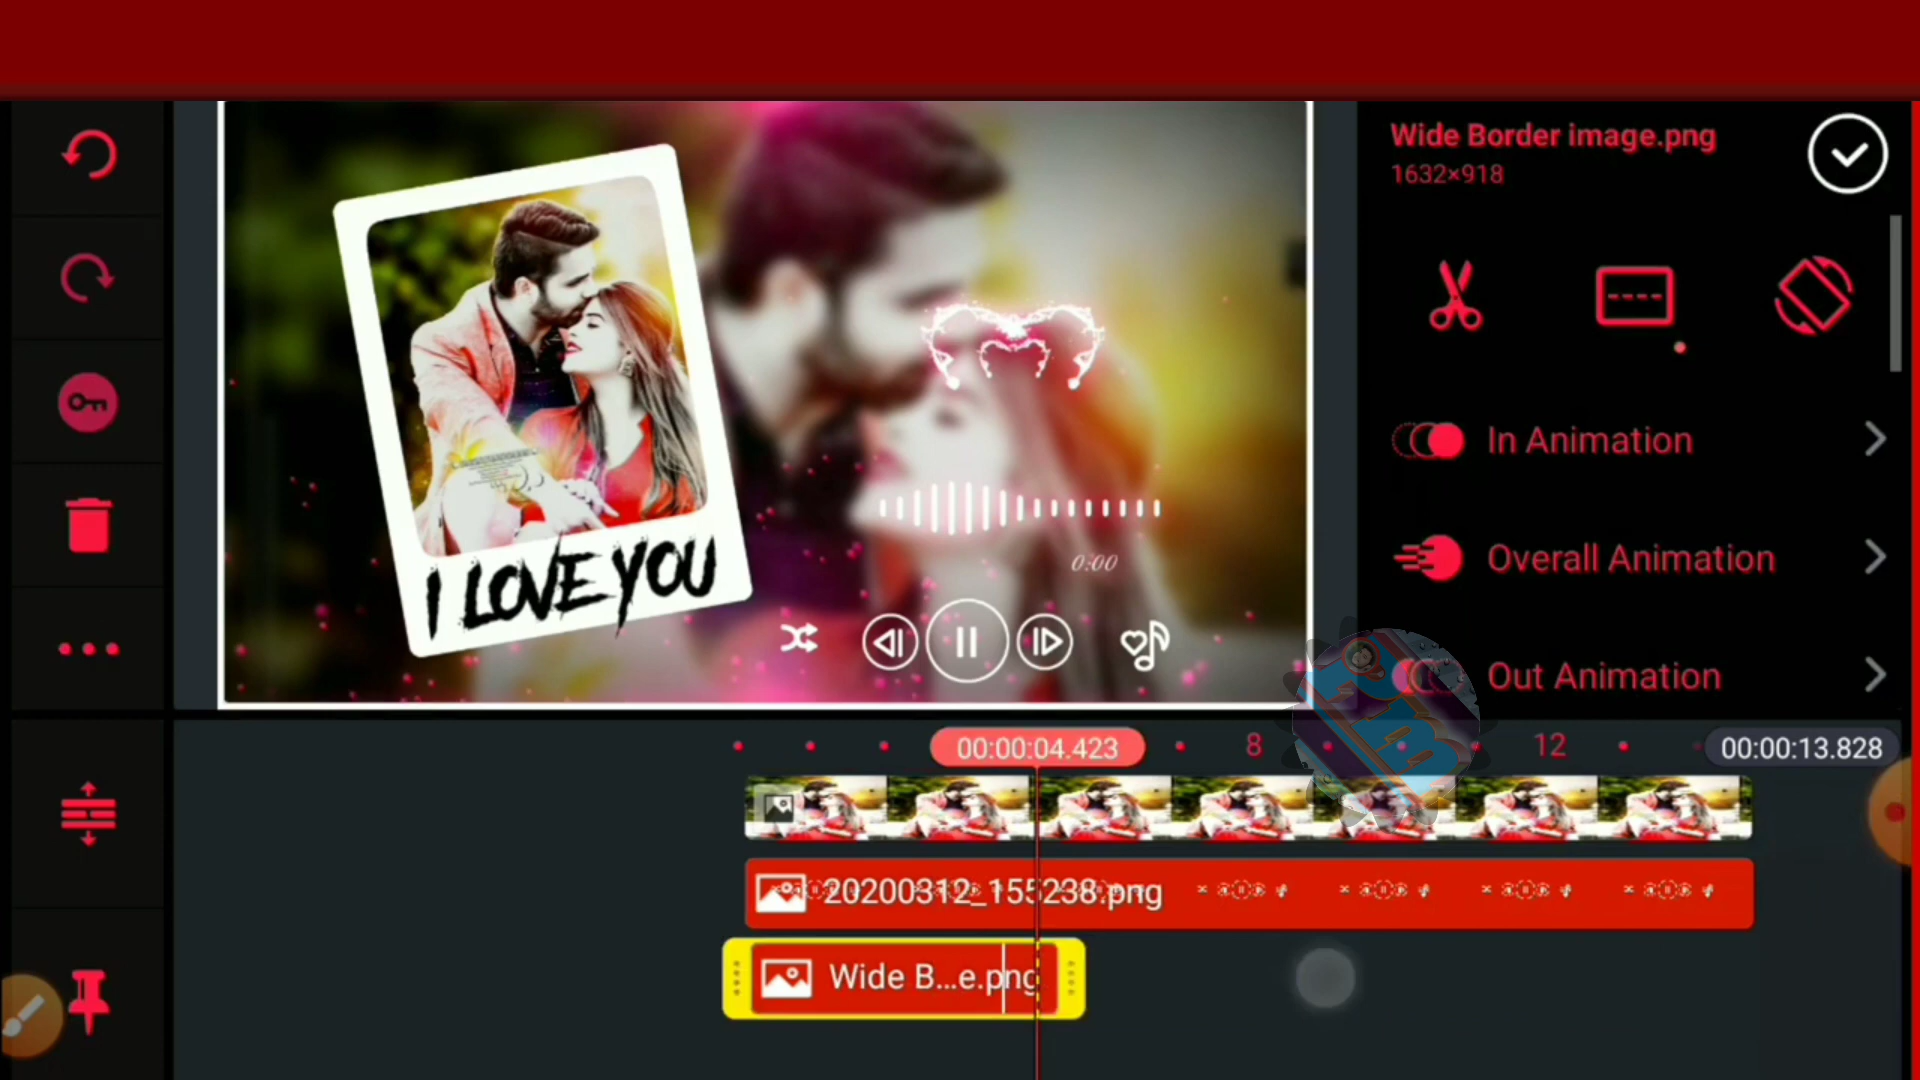 Wide Border image.png
1632×918
I LOVE YOU
0:00
In Animation
Overall Animation
Out Animation
00:00:04.423
8
12
00:00:13.828
20200312_155238.png
Wide B...e.png